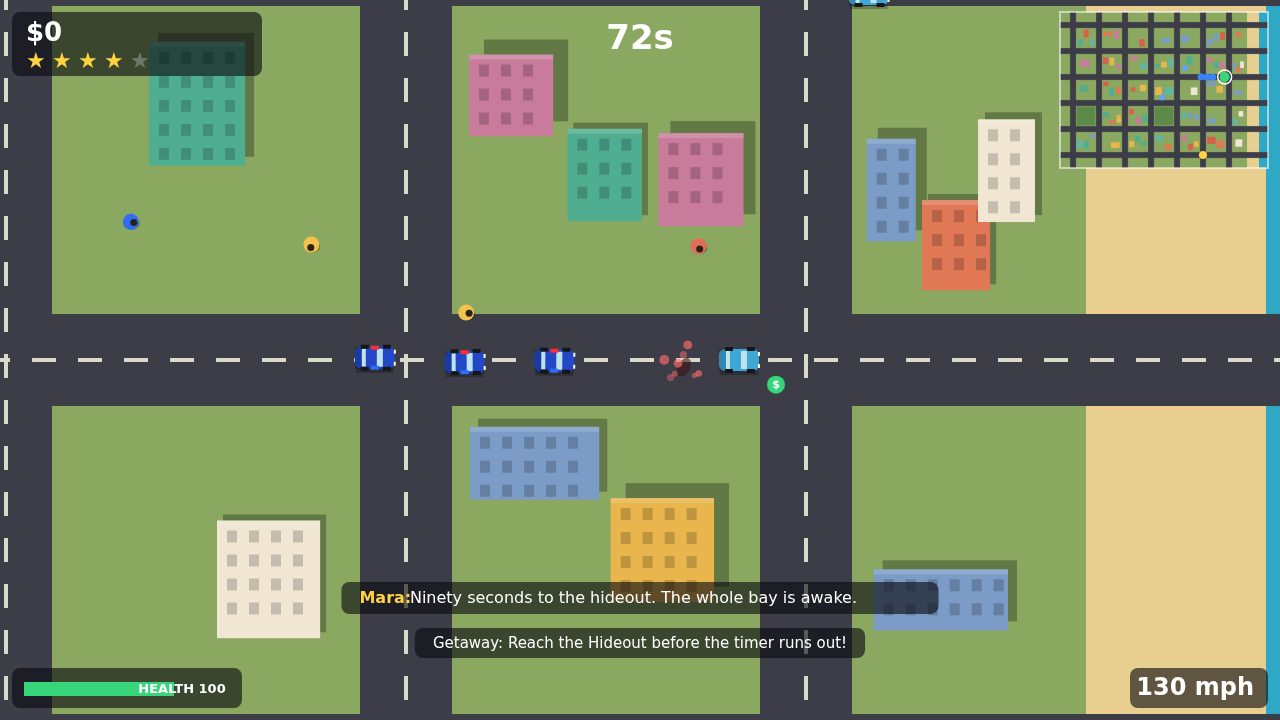 $0
72s
$
Mara:Ninety seconds to the hideout. The whole bay is awake.
Getaway: Reach the Hideout before the timer runs out!
HEALTH 100
130 mph